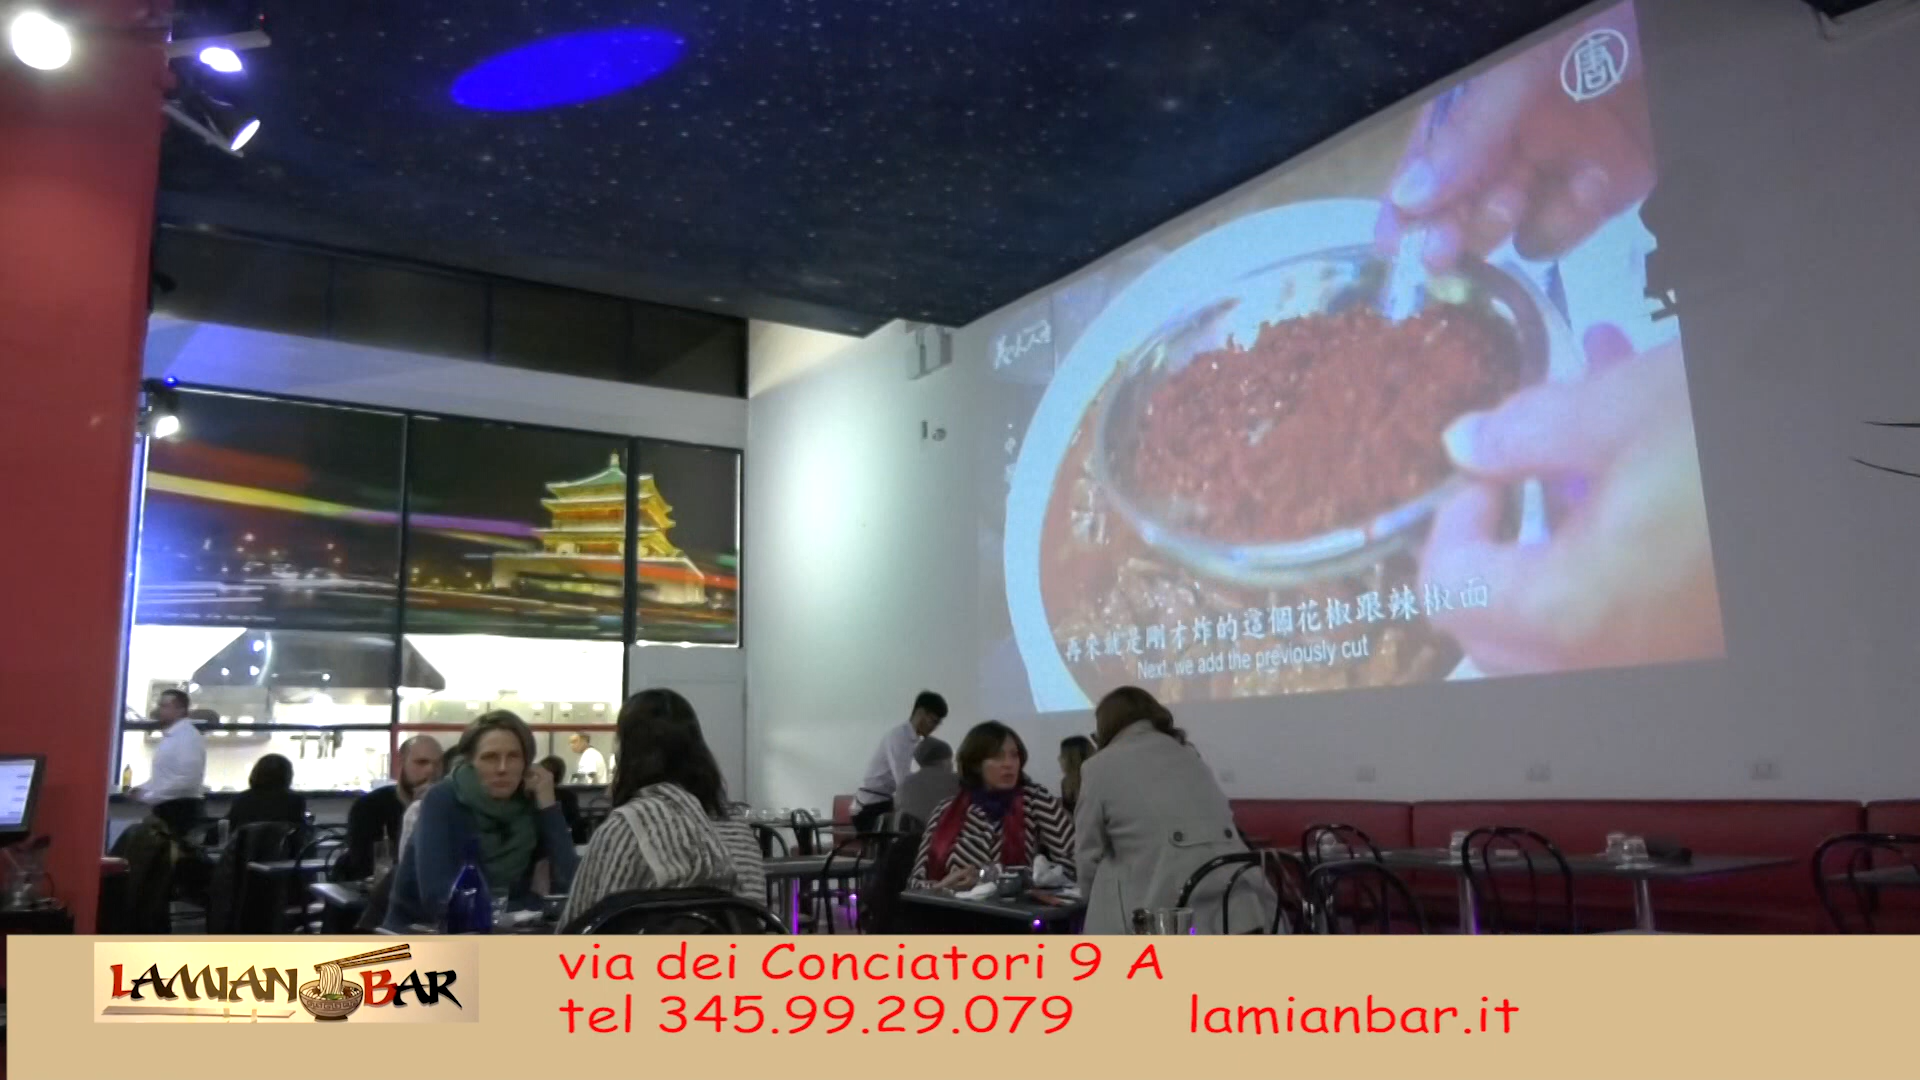 唐
再來就是剛才炸的這個花椒跟辣椒面
Next, we add the previously cut
LAMIAN BAR
via dei Conciatori 9 A
tel 345.99.29.079 lamianbar.it